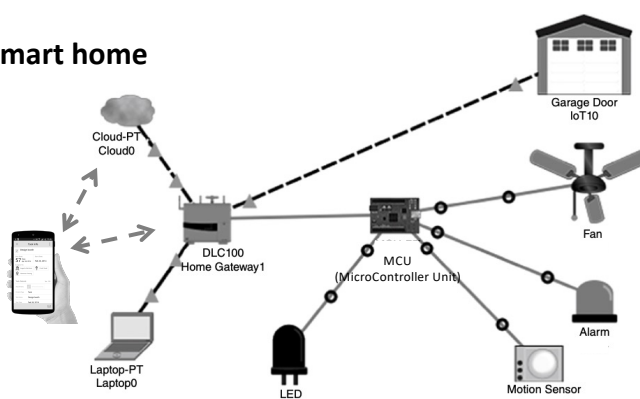 mart home
Garage Door
IoT10
Cloud-PT
Cloud0
Fan
DLC100
Home Gateway1
MCU
(MicroController Unit)
Alarm
Laptop-PT
Laptop0
LED
Motion Sensor